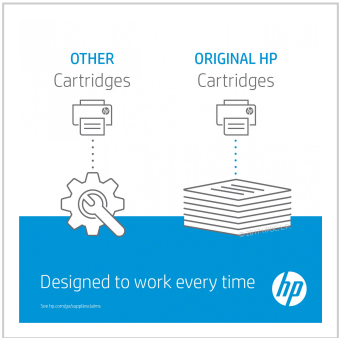 OTHER
Cartridges
ORIGINAL HP
Cartridges
Designed to work every time
hp